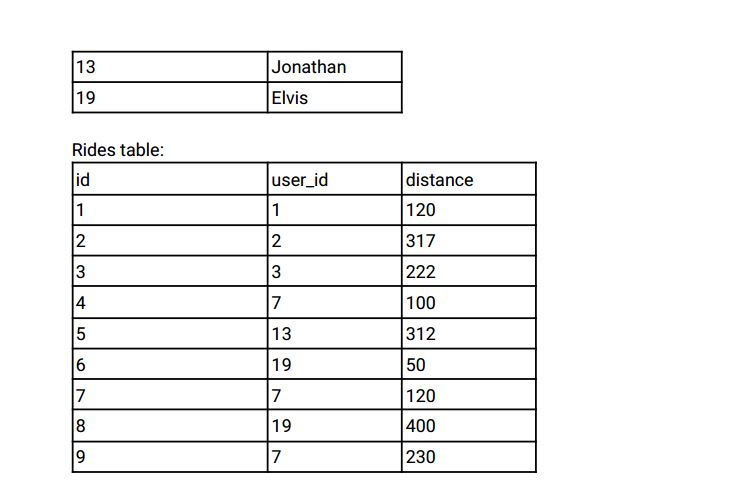 13 Jonathan
19 Elvis
Rides table:
id user_id distance
1 1 120
2 2 317
3 3 222
4 7 100
5 13 312
6 19 50
7 7 120
8 19 400
9 7 230